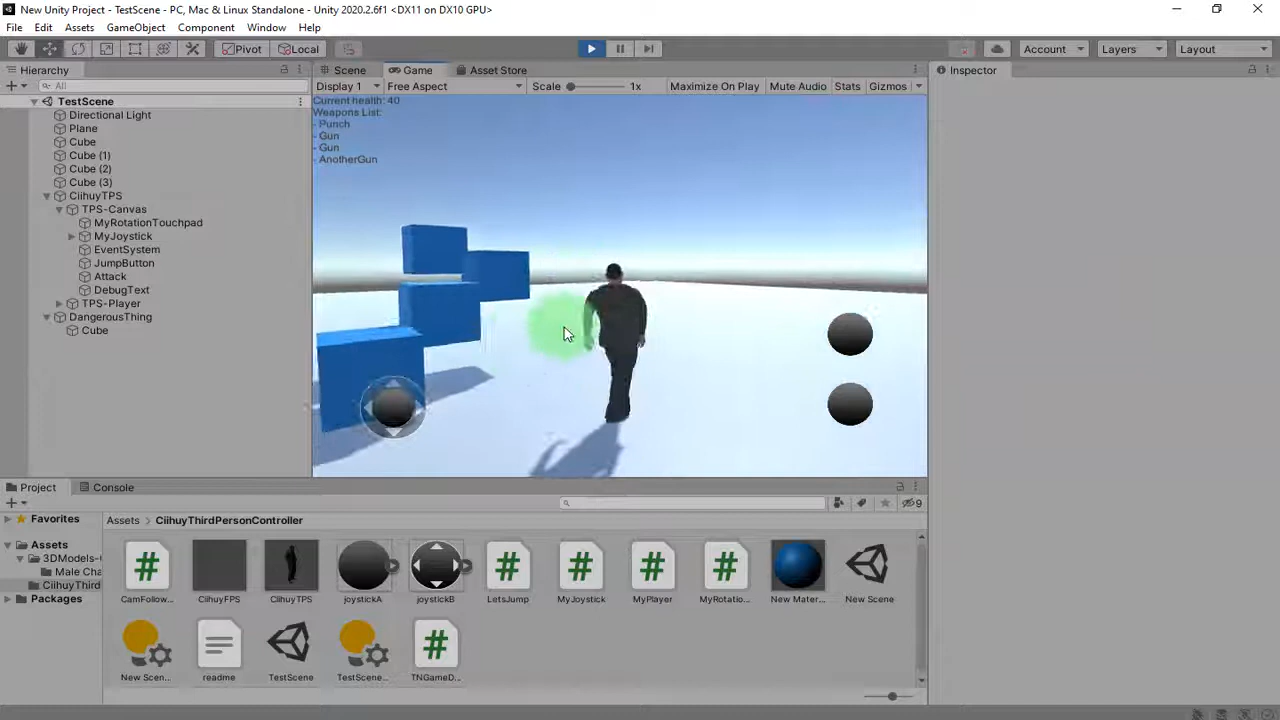 New Unity Project - TestScene - PC, Mac & Linux Standalone - Unity 2020.2.6f1 <DX11 on DX10 GPU>
File Edit Assets GameObject Component Window Help
Pivot Local Account Layers Layout
Hierarchy Scene Game Asset Store Inspector
All Display 1 Free Aspect Scale 1x Maximize On Play Mute Audio Stats Gizmos
TestScene
Directional Light
Plane
Cube
Cube (1)
Cube (2)
Cube (3)
CiihuyTPS
TPS-Canvas
MyRotationTouchpad
MyJoystick
EventSystem
JumpButton
Attack
DebugText
TPS-Player
DangerousThing
Cube
Current health: 40
Weapons List:
- Punch
- Gun
- Gun
- AnotherGun
Project Console
9
Favorites
Assets
3DModels-
Male Cha
CiihuyThird
Packages
Assets > CiihuyThirdPersonController
CamFollow... CiihuyFPS CiihuyTPS joystickA joystickB LetsJump MyJoystick MyPlayer MyRotatio... New Mater... New Scene
New Scen... readme TestScene TestScene... TNGameD...